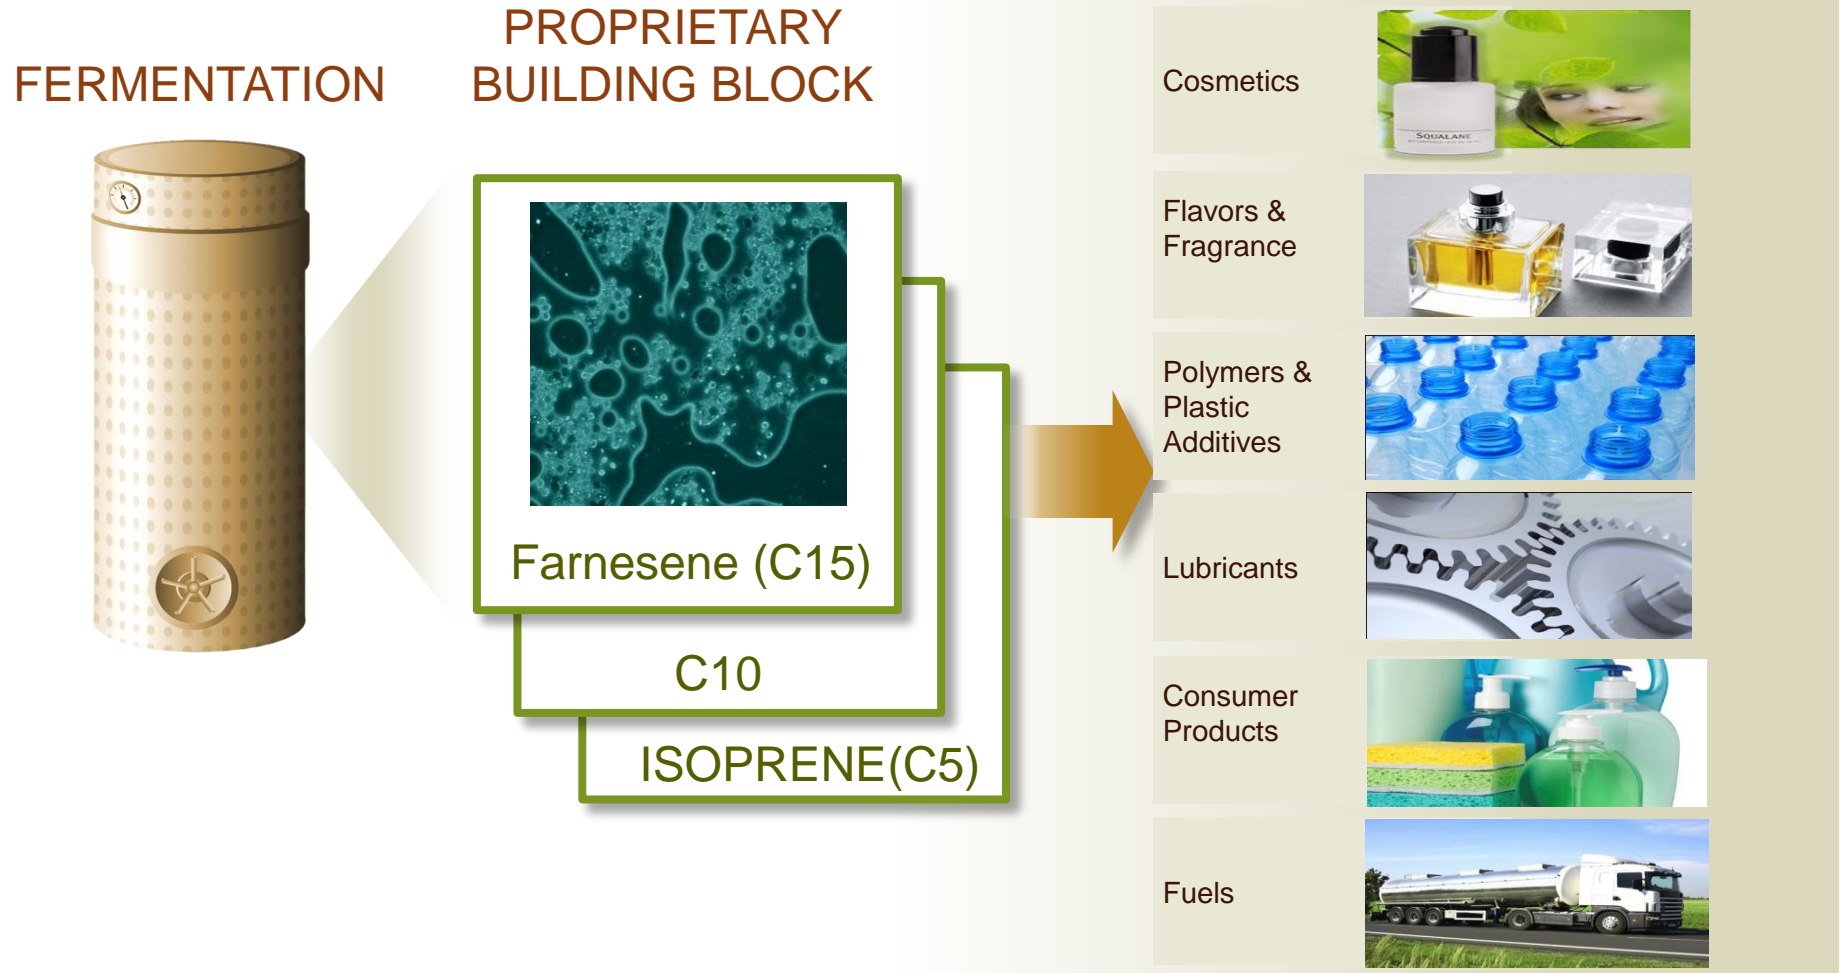 FERMENTATION
PROPRIETARY
BUILDING BLOCK
Farnesene (C15)
C10
ISOPRENE(C5)
Cosmetics
SQUALANE
Flavors &
Fragrance
Polymers &
Plastic
Additives
Lubricants
Consumer
Products
Fuels